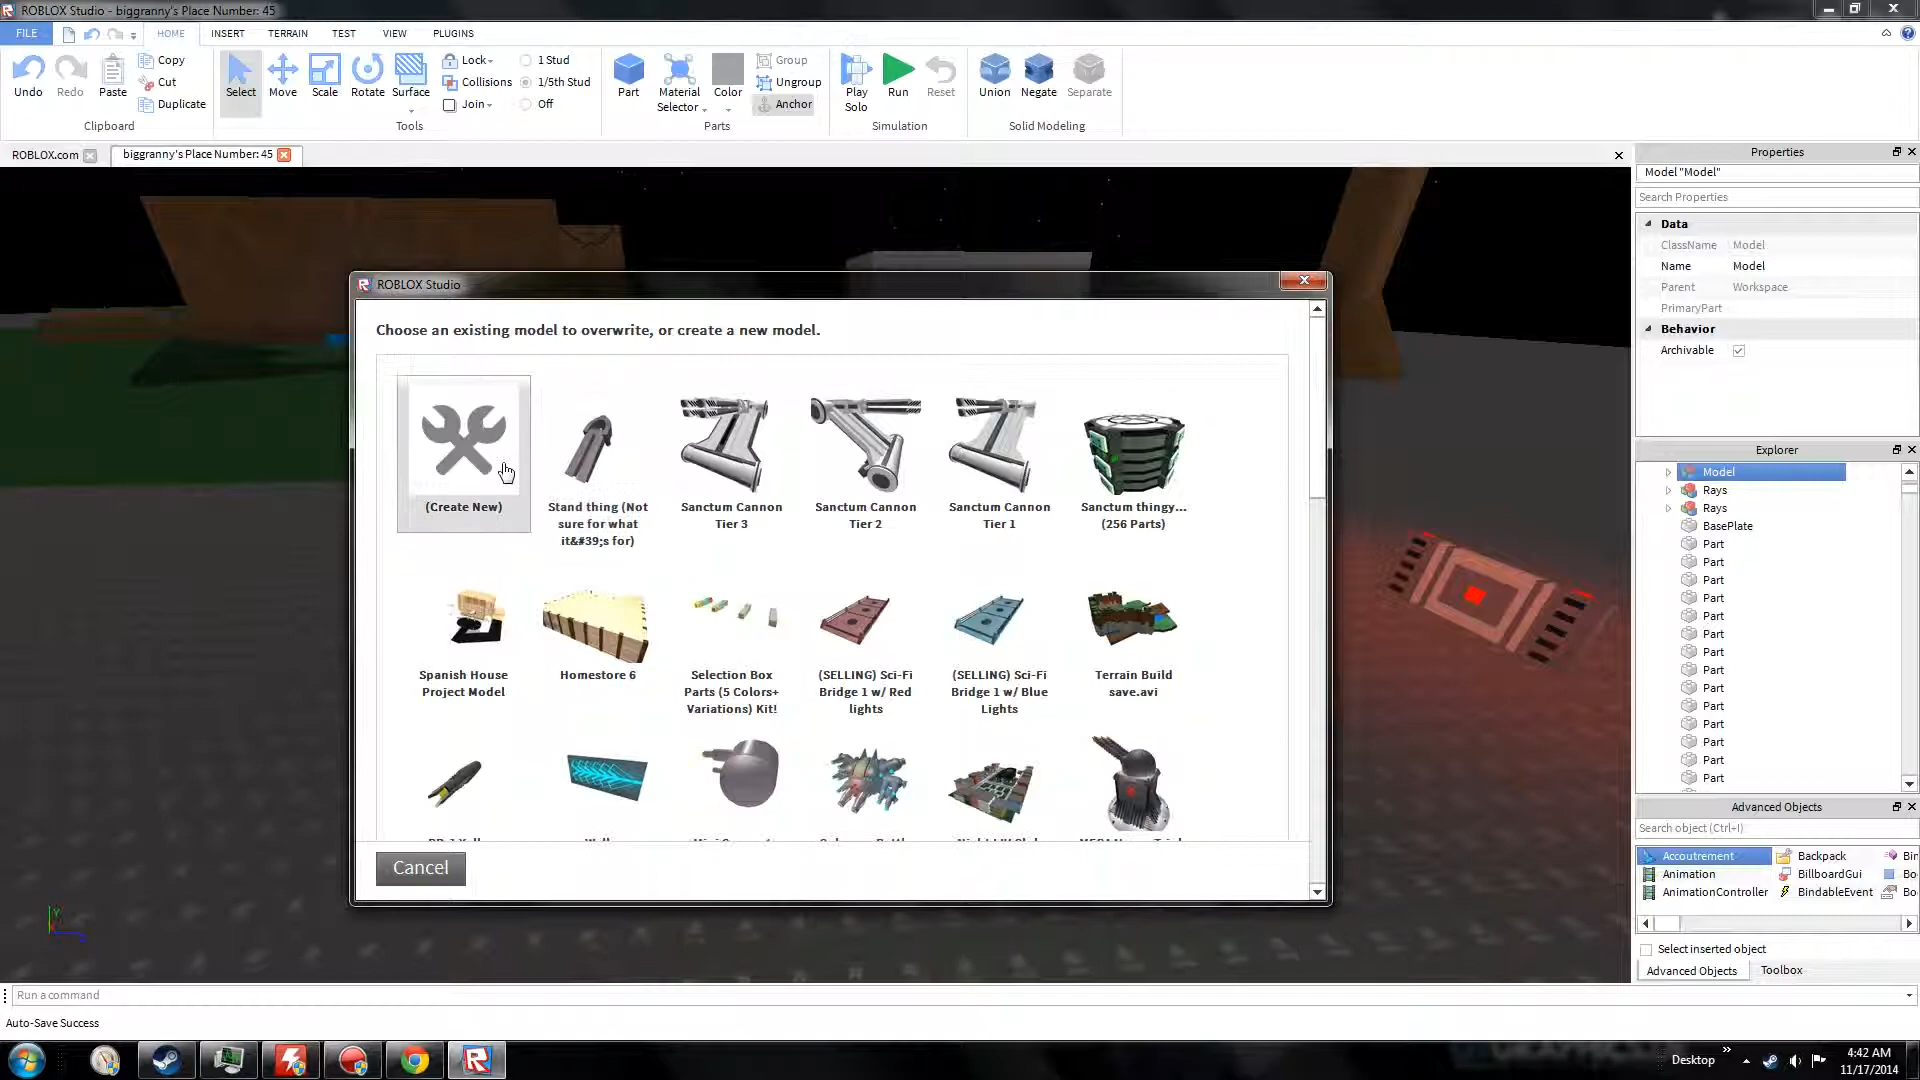 ROBLOX Studio - biggranny's Place Number: 45
FILE
HOME
INSERT
TERRAIN
TEST
VIEW
PLUGINS
Undo
Redo
Paste
Copy
Cut
Duplicate
Clipboard
Select
Move
Scale
Rotate
Surface
Lock
Collisions
Join
1 Stud
1/5th Stud
Off
Tools
Part
Material Selector
Color
Group
Ungroup
Anchor
Parts
Play Solo
Run
Reset
Simulation
Union
Negate
Separate
Solid Modeling
ROBLOX.com
biggranny's Place Number: 45
Properties
Model "Model"
Search Properties
Data
ClassName Model
Name Model
Parent Workspace
PrimaryPart
Behavior
Archivable
ROBLOX Studio
Choose an existing model to overwrite, or create a new model.
(Create New)
Stand thing (Not
sure for what
it&#39;s for)
Sanctum Cannon
Tier 3
Sanctum Cannon
Tier 2
Sanctum Cannon
Tier 1
Sanctum thingy...
(256 Parts)
Spanish House
Project Model
Homestore 6
Selection Box
Parts (5 Colors+
Variations) Kit!
(SELLING) Sci-Fi
Bridge 1 w/ Red
lights
(SELLING) Sci-Fi
Bridge 1 w/ Blue
Lights
Terrain Build
save.avi
Cancel
Explorer
Model
Rays
Rays
BasePlate
Part
Part
Part
Part
Part
Part
Part
Part
Part
Part
Part
Part
Part
Part
Advanced Objects
Search object (Ctrl+I)
Accoutrement
Backpack
Bin
Animation
BillboardGui
Bo
AnimationController
BindableEvent
Bo
Select inserted object
Advanced Objects
Toolbox
Run a command
Auto-Save Success
Desktop
4:42 AM
11/17/2014